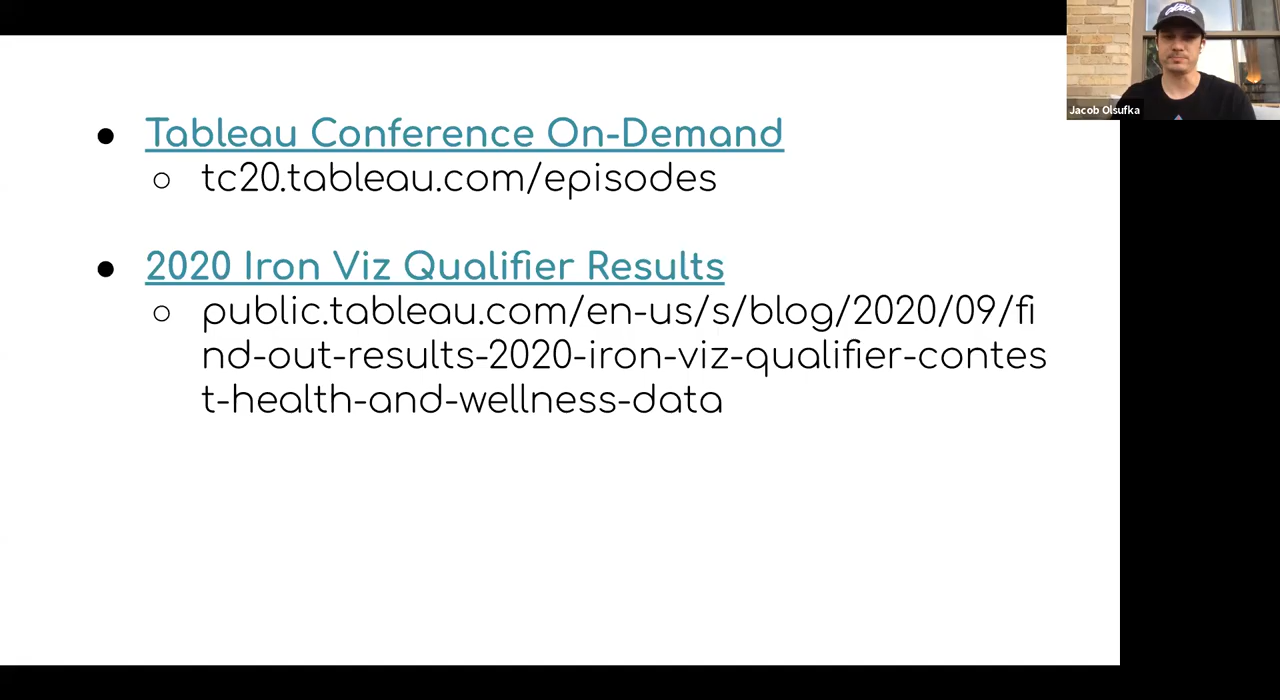 Jacob Olsufka
● Tableau Conference On-Demand
○ tc20.tableau.com/episodes
● 2020 Iron Viz Qualifier Results
○ public.tableau.com/en-us/s/blog/2020/09/fi
nd-out-results-2020-iron-viz-qualifier-contes
t-health-and-wellness-data